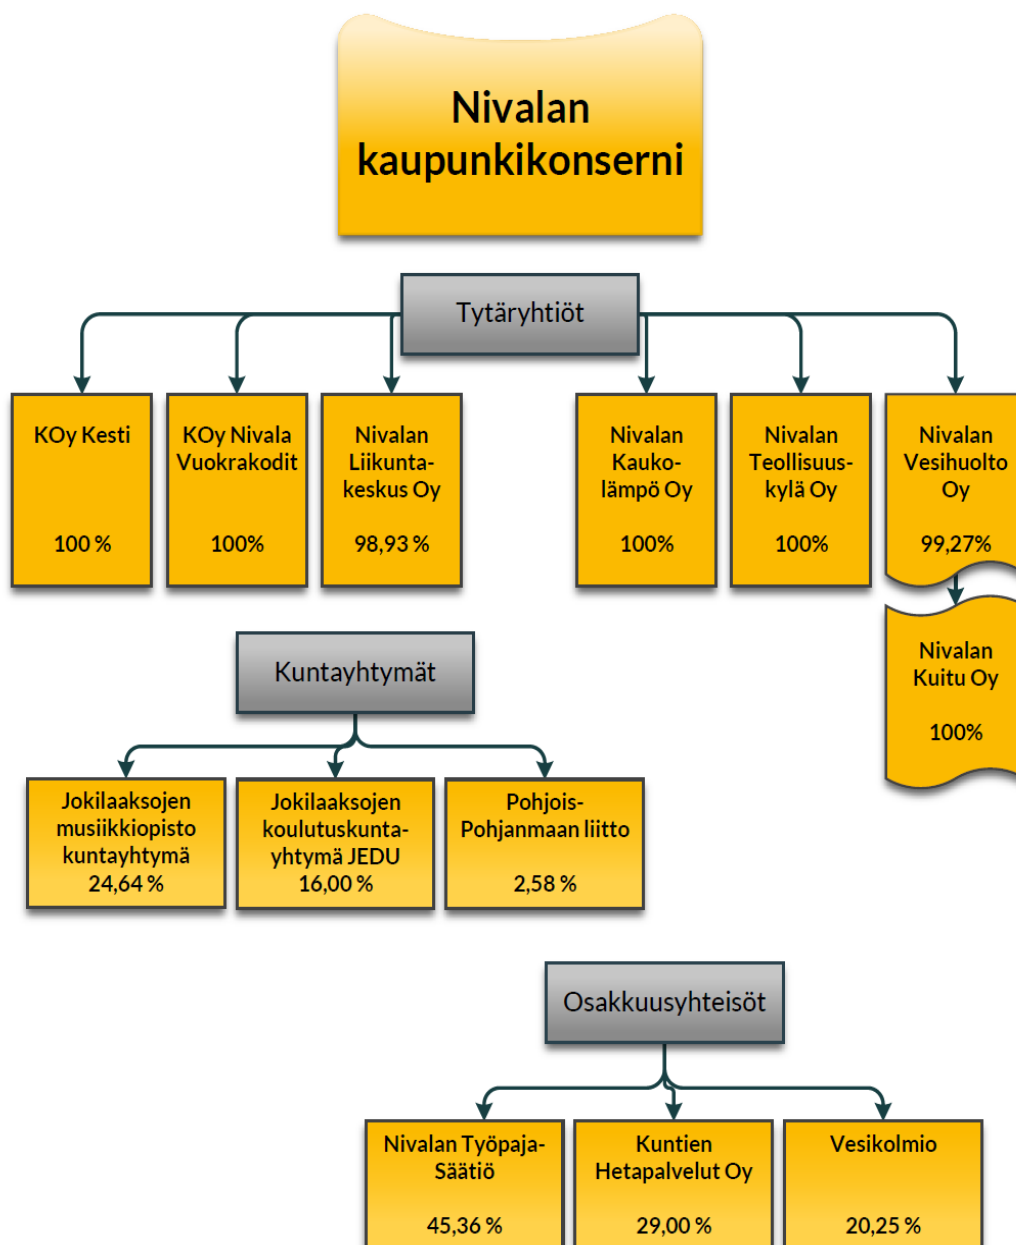 Nivalan
kaupunkikonserni
Tytäryhtiöt
KOy Kesti
100 %
KOy Nivala
Vuokrakodit
100%
Nivalan
Liikunta-
keskus Oy
98,93 %
Nivalan
Kauko-
lämpö Oy
100%
Nivalan
Teollisuus-
kylä Oy
100%
Nivalan
Vesihuolto
Oy
99,27%
Nivalan
Kuitu Oy
100%
Kuntayhtymät
Jokilaaksojen
musiikkiopisto
kuntayhtymä
24,64 %
Jokilaaksojen
koulutuskunta-
yhtymä JEDU
16,00 %
Pohjois-
Pohjanmaan liitto
2,58 %
Osakkuusyhteisöt
Nivalan Työpaja-
Säätiö
45,36 %
Kuntien
Hetapalvelut Oy
29,00 %
Vesikolmio
20,25 %